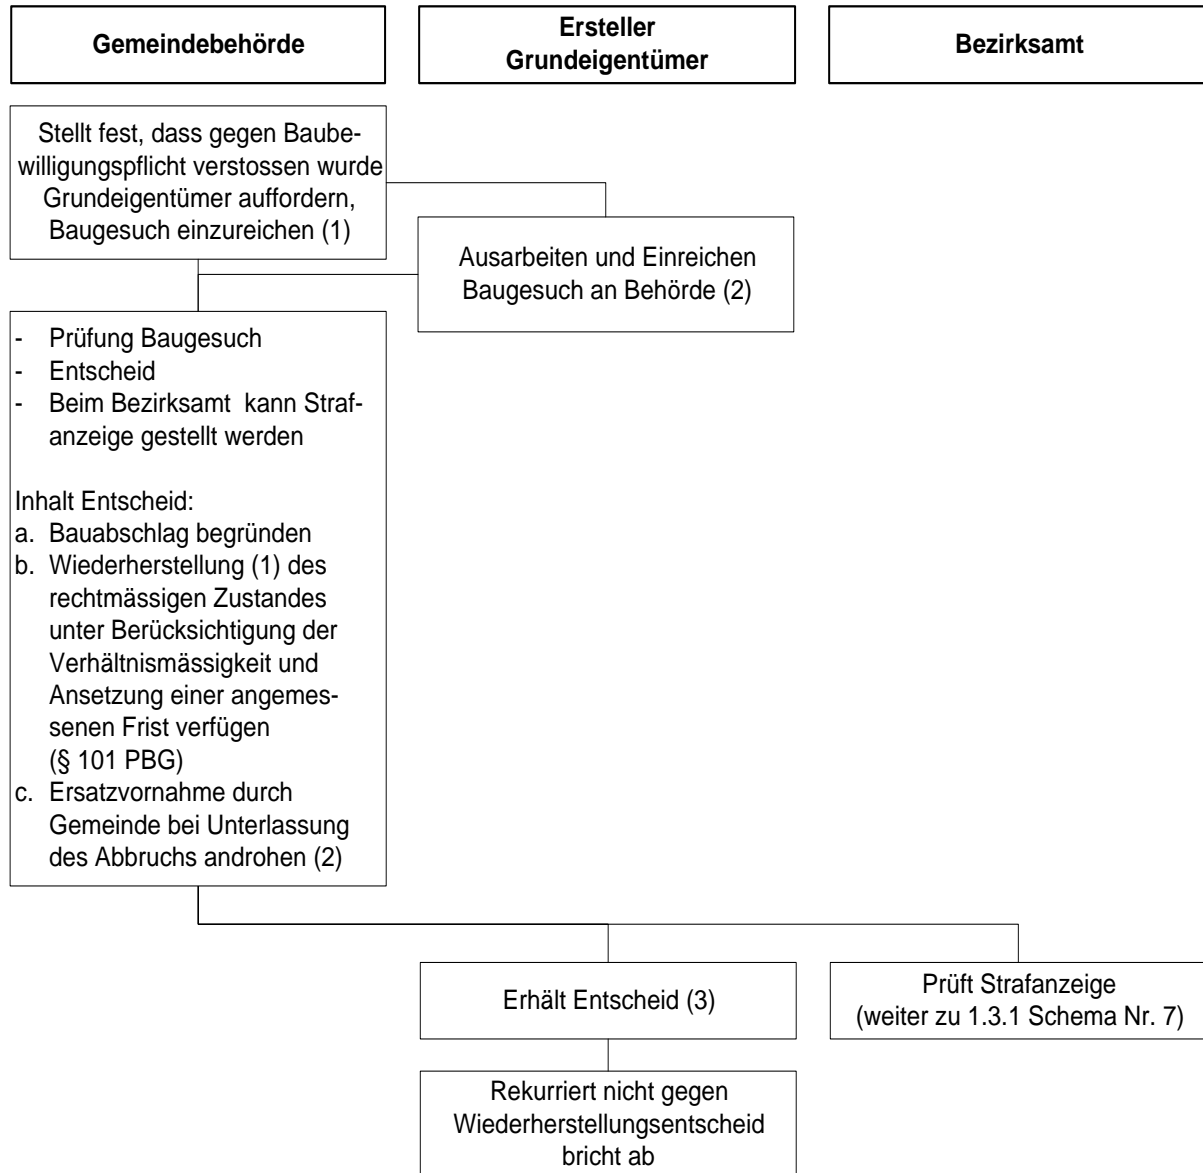 Gemeindebehörde
Ersteller
Grundeigentümer
Bezirksamt
Stellt fest, dass gegen Baube-
willigungspflicht verstossen wurde
Grundeigentümer auffordern,
Baugesuch einzureichen (1)
Ausarbeiten und Einreichen
Baugesuch an Behörde (2)
- Prüfung Baugesuch
- Entscheid
- Beim Bezirksamt kann Straf-
anzeige gestellt werden
Inhalt Entscheid:
a. Bauabschlag begründen
b. Wiederherstellung (1) des
rechtmässigen Zustandes
unter Berücksichtigung der
Verhältnismässigkeit und
Ansetzung einer angemes-
senen Frist verfügen
(§ 101 PBG)
c. Ersatzvornahme durch
Gemeinde bei Unterlassung
des Abbruchs androhen (2)
Erhält Entscheid (3)
Prüft Strafanzeige
(weiter zu 1.3.1 Schema Nr. 7)
Rekurriert nicht gegen
Wiederherstellungsentscheid
bricht ab